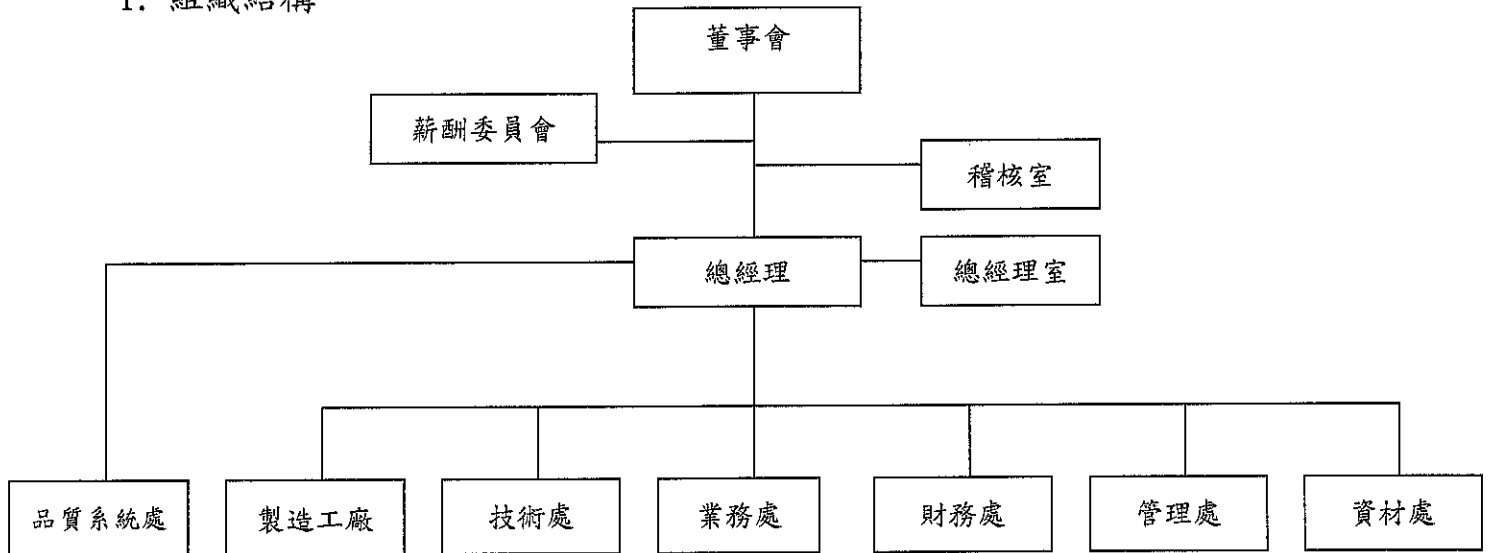 1. 組織結構
董事會
薪酬委員會
稽核室
總經理
總經理室
品質系統處
製造工廠
技術處
業務處
財務處
管理處
資材處